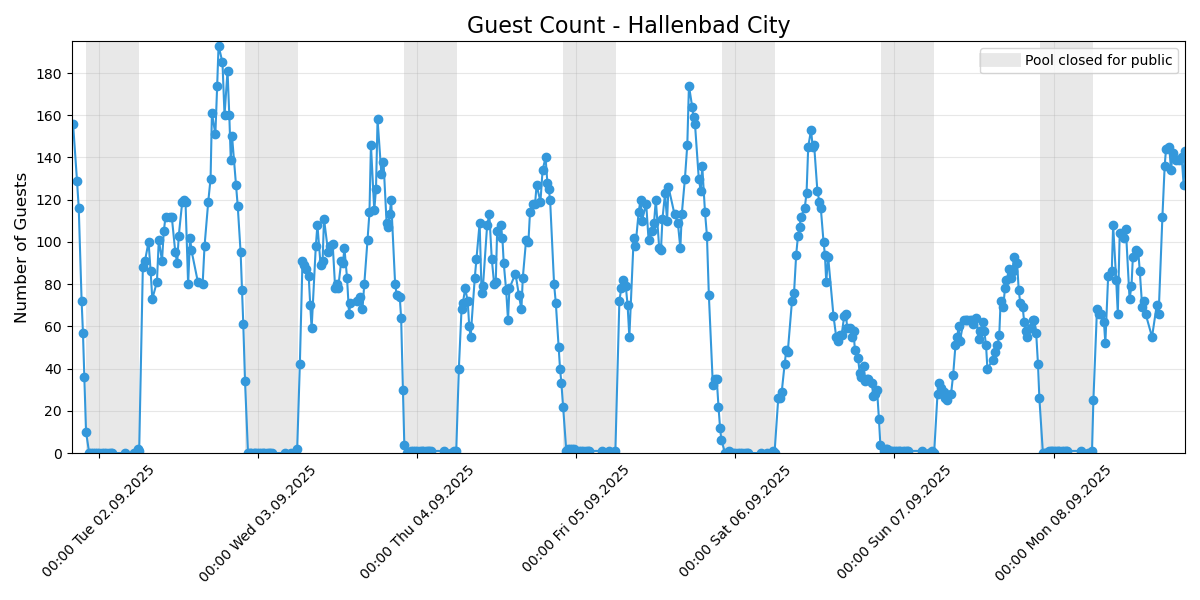 Guest Count - Hallenbad City
Pool closed for public
Number of Guests
180
160
140
120
100
80
60
40
20
0
00:00 Tue 02.09.2025
00:00 Wed 03.09.2025
00:00 Thu 04.09.2025
00:00 Fri 05.09.2025
00:00 Sat 06.09.2025
00:00 Sun 07.09.2025
00:00 Mon 08.09.2025